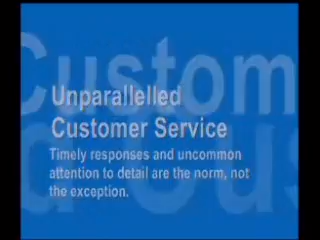 Custom
Unparallelled
Customer Service
Timely responses and uncommon
attention to detail are the norm, not
the exception.